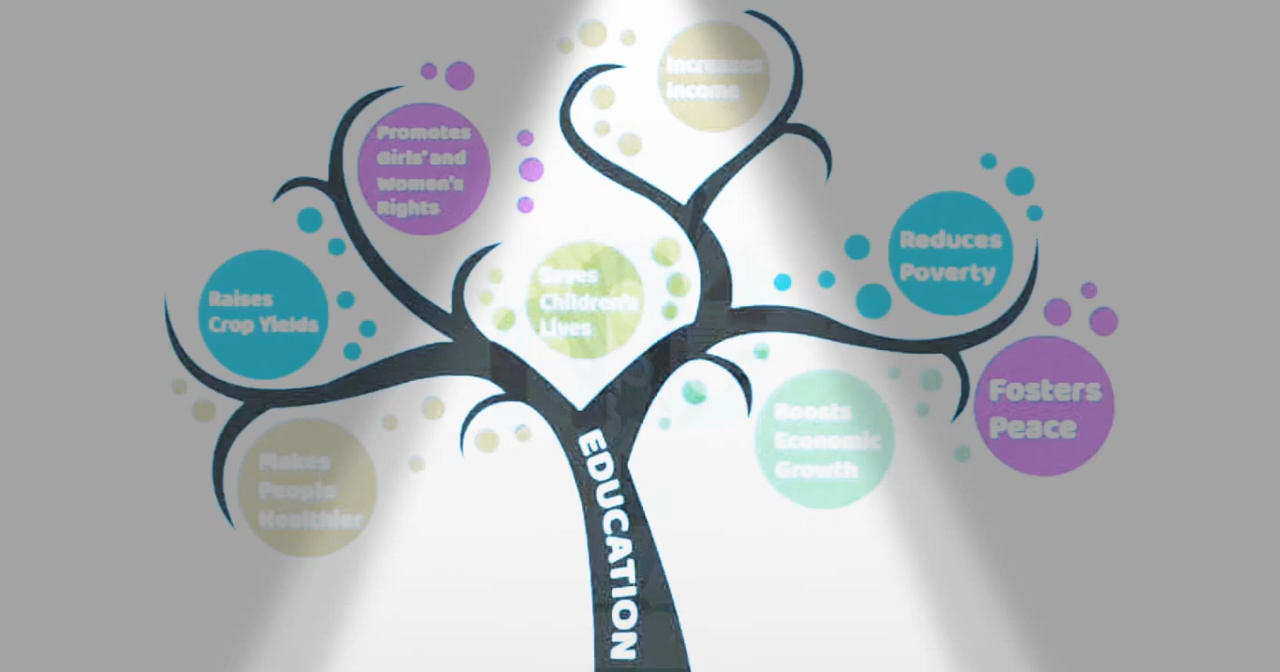 Increases
Income
Promotes
Girls' and
Women's
Rights
Reduces
Poverty
Saves
Children's
Lives
Raises
Crop Yields
Fosters
Peace
Boosts
Economic
Growth
Makes
People
Healthier
EDUCATION